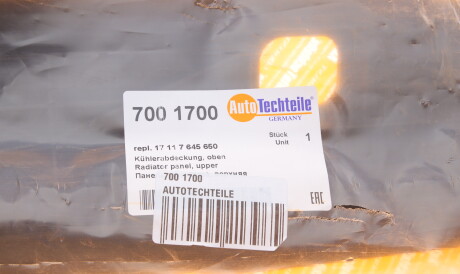 700 1700
AutoTechteile®
GERMANY
repl. 17 11 7 645 650
Stück
Unit 1
Kühlerabdeckung, oben
Radiator panel, upper
Пане
EAC
700 1700
AUTOTECHTEILE